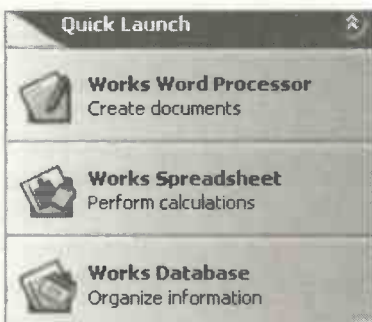 Quick Launch
Works Word Processor
Create documents
Works Spreadsheet
Perform calculations
Works Database
Organize information